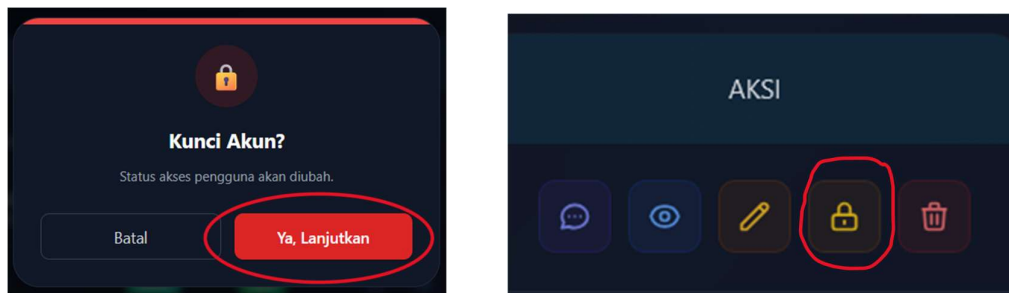 Kunci Akun?
Status akses pengguna akan diubah.
Batal
Ya, Lanjutkan
AKSI